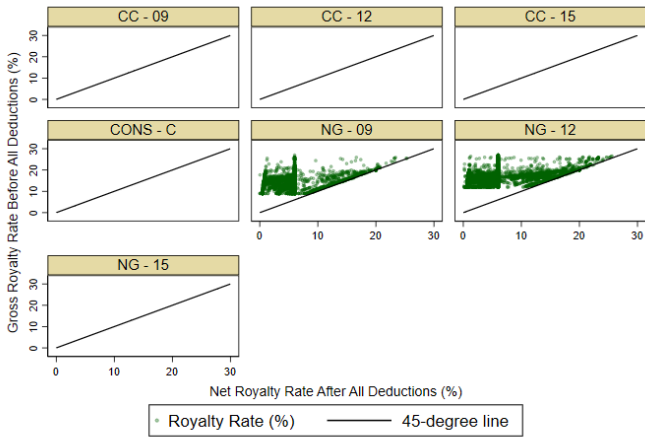 CC - 09
CC - 12
CC - 15
30
20
10
0
CONS - C
NG - 09
NG - 12
30
20
10
0
0
10
20
30
0
10
20
30
NG - 15
30
20
10
0
0
10
20
30
Gross Royalty Rate Before All Deductions (%)
Net Royalty Rate After All Deductions (%)
Royalty Rate (%)
45-degree line